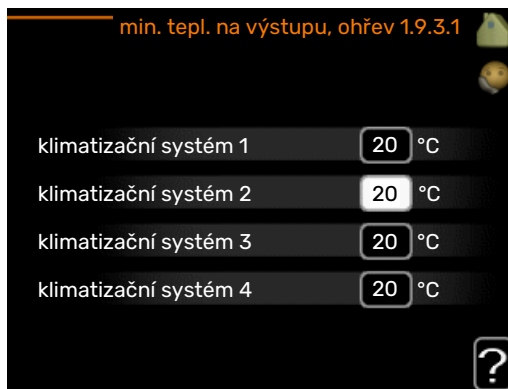 min. tepl. na výstupu, ohřev 1.9.3.1
klimatizační systém 1 20 °C
klimatizační systém 2 20 °C
klimatizační systém 3 20 °C
klimatizační systém 4 20 °C
?